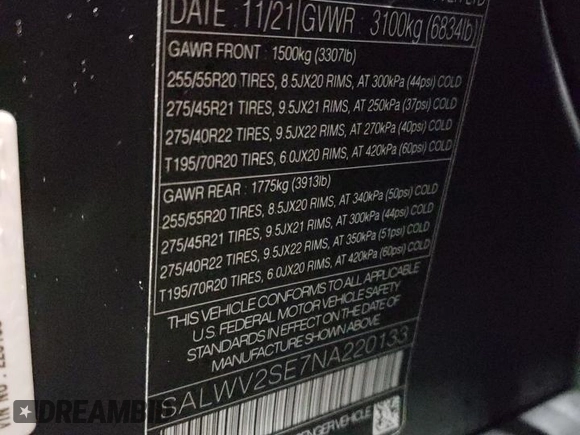 DATE : 11/21 GVWR : 3100kg (6834lb)
GAWR FRONT : 1500kg (3307lb)
255/55R20 TIRES, 8.5JX20 RIMS, AT 300kPa (44psi) COLD
275/45R21 TIRES, 9.5JX21 RIMS, AT 250kPa (37psi) COLD
275/40R22 TIRES, 9.5JX22 RIMS, AT 270kPa (40psi) COLD
T195/70R20 TIRES, 6.0JX20 RIMS, AT 420kPa (60psi) COLD
GAWR REAR : 1775kg (3913lb)
255/55R20 TIRES, 8.5JX20 RIMS, AT 340kPa (50psi) COLD
275/45R21 TIRES, 9.5JX21 RIMS, AT 300kPa (44psi) COLD
275/40R22 TIRES, 9.5JX22 RIMS, AT 350kPa (51psi) COLD
T195/70R20 TIRES, 6.0JX20 RIMS, AT 420kPa (60psi) COLD
THIS VEHICLE CONFORMS TO ALL APPLICABLE
U.S. FEDERAL MOTOR VEHICLE SAFETY
STANDARDS IN EFFECT ON THE DATE OF
MANUFACTURE SHOWN ABOVE
SALWV2SE7NA220133
VEHICLE
VIN NO :
DREAMBID